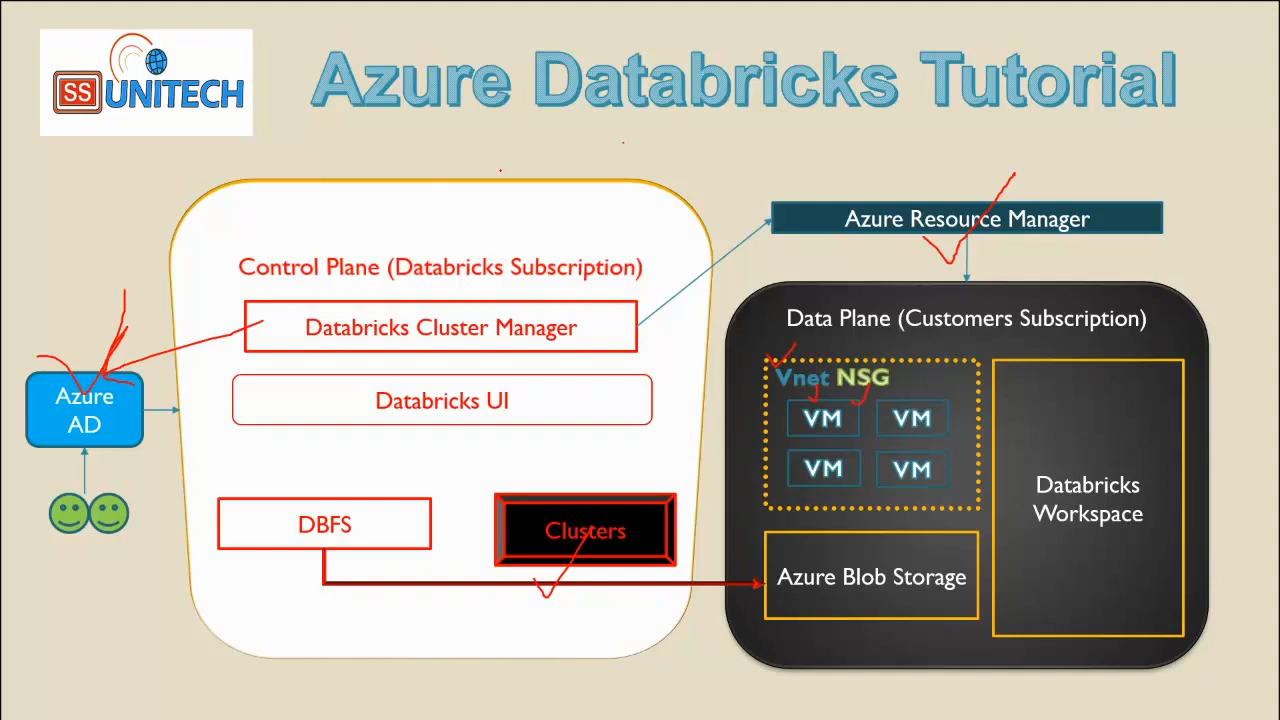 SS UNITECH
Azure Databricks Tutorial
Azure Resource Manager
Control Plane (Databricks Subscription)
Databricks Cluster Manager
Databricks UI
DBFS
Clusters
Azure
AD
Data Plane (Customers Subscription)
Vnet NSG
VM VM
VM VM
Azure Blob Storage
Databricks
Workspace